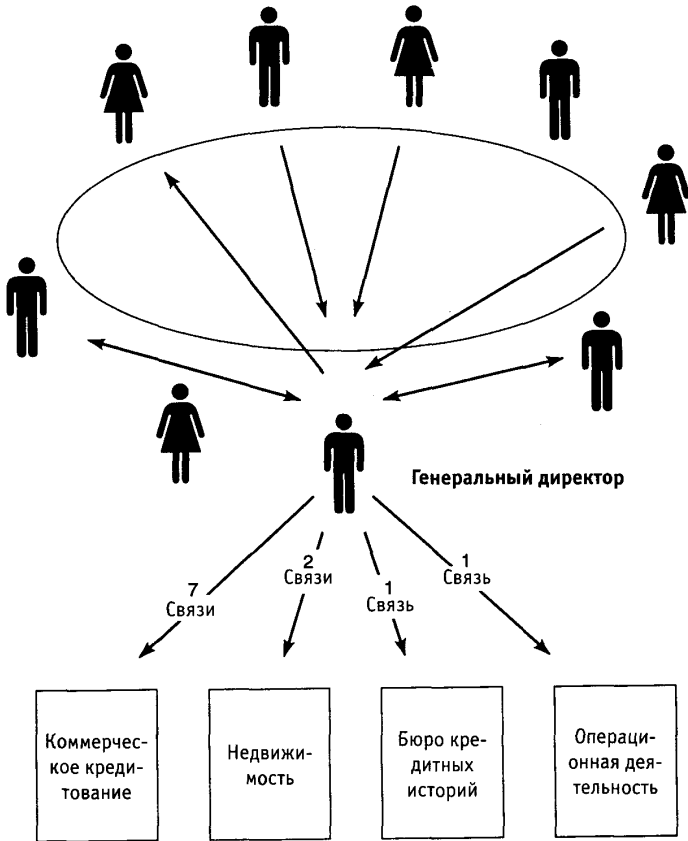 Генеральный директор
7
Связи
2
Связи
1
Связь
1
Связь
Коммерчес-
кое креди-
тование
Недвижи-
мость
Бюро кре-
дитных
историй
Операци-
онная дея-
тельность